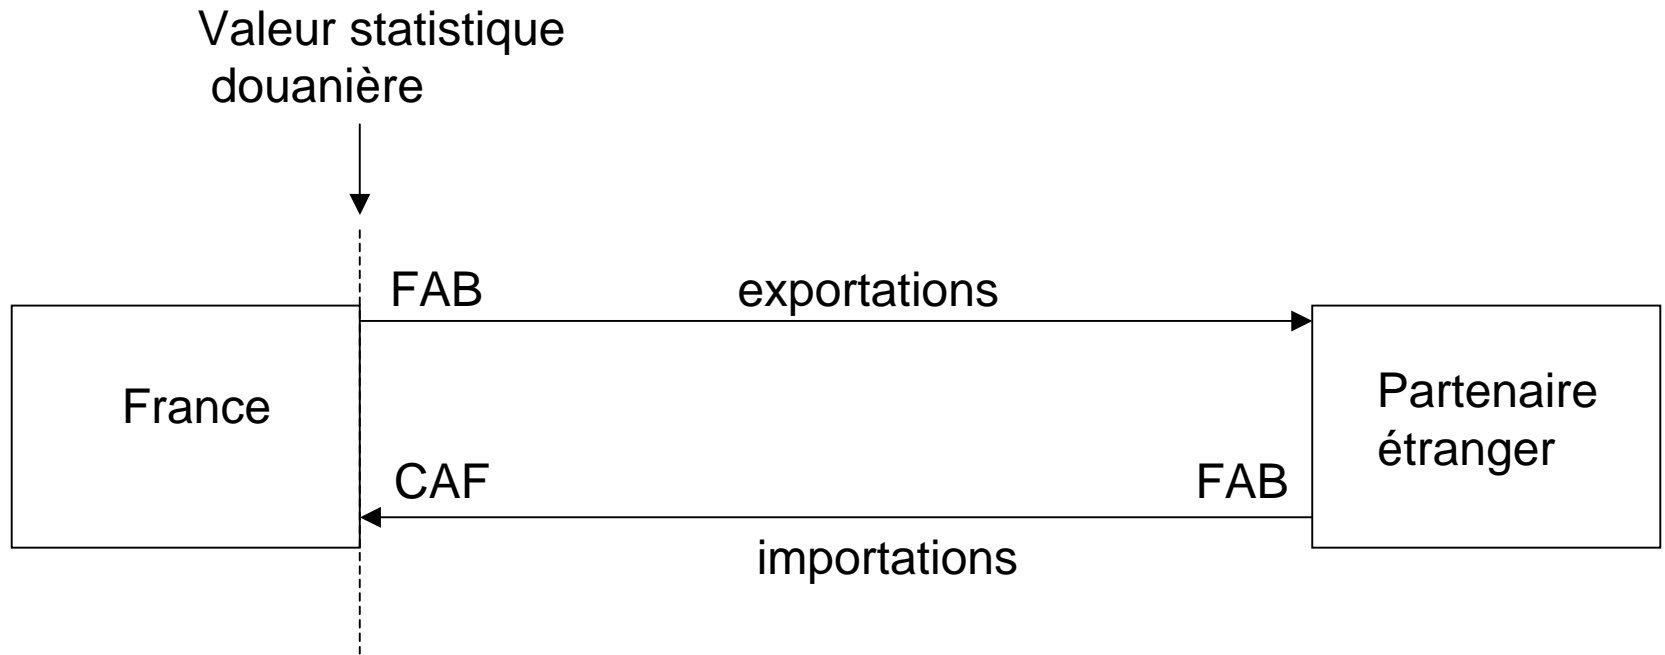 Valeur statistique
douanière
FAB
exportations
France
Partenaire
étranger
CAF
FAB
importations